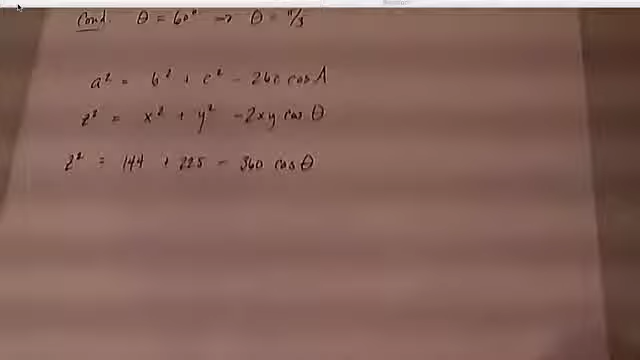 Cond. θ = 60° → θ = π/3
a² = b² + c² - 2bc cos A
z² = x² + y² - 2xy cos θ
z² = 144 + 225 - 360 cos θ